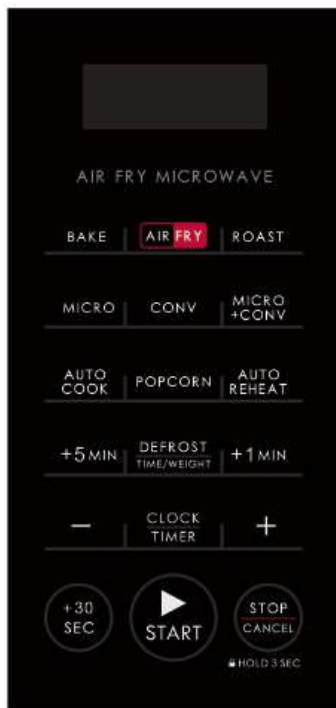 AIR FRY MICROWAVE
BAKE AIR FRY ROAST
MICRO CONV MICRO +CONV
AUTO COOK POPCORN AUTO REHEAT
+5 MIN DEFROST TIME/WEIGHT +1 MIN
− CLOCK TIMER +
+30 SEC START STOP CANCEL
HOLD 3 SEC